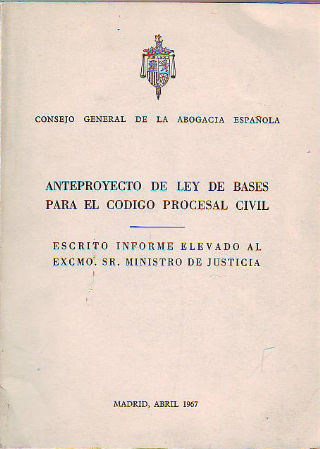 CONSEJO GENERAL DE LA ABOGACIA ESPAÑOLA
ANTEPROYECTO DE LEY DE BASES
PARA EL CODIGO PROCESAL CIVIL
ESCRITO INFORME ELEVADO AL
EXCMO. SR. MINISTRO DE JUSTICIA
MADRID, ABRIL 1967